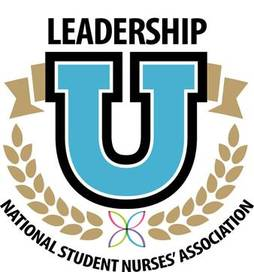 LEADERSHIP
U
NATIONAL STUDENT NURSES' ASSOCIATION